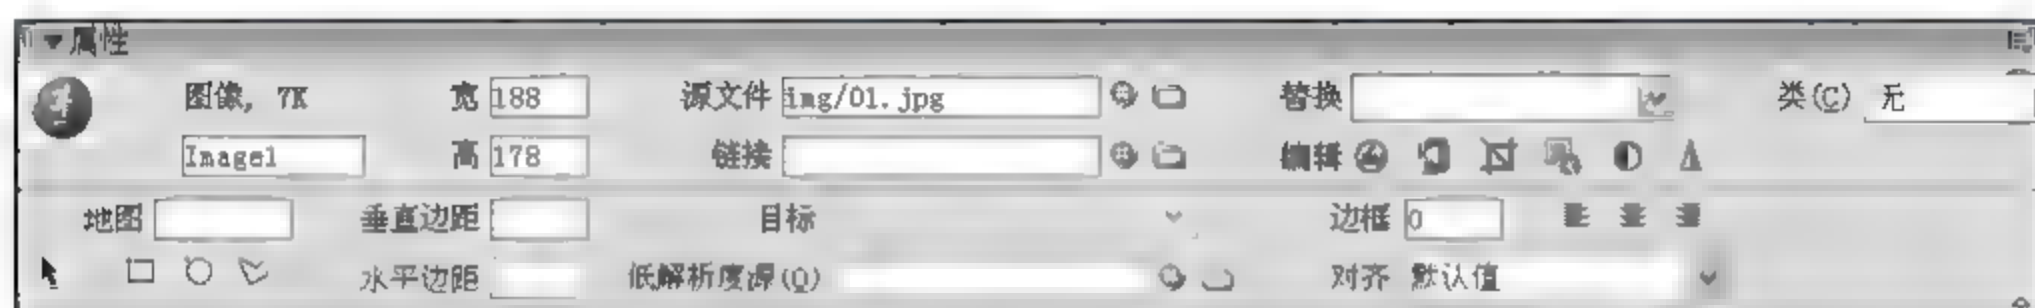 属性
图像, 7K 宽 188 源文件 img/01.jpg 替换 类(C) 无
Image1 高 178 链接 编辑
地图 垂直边距 目标 边框 0
水平边距 低解析度源(O) 对齐 默认值